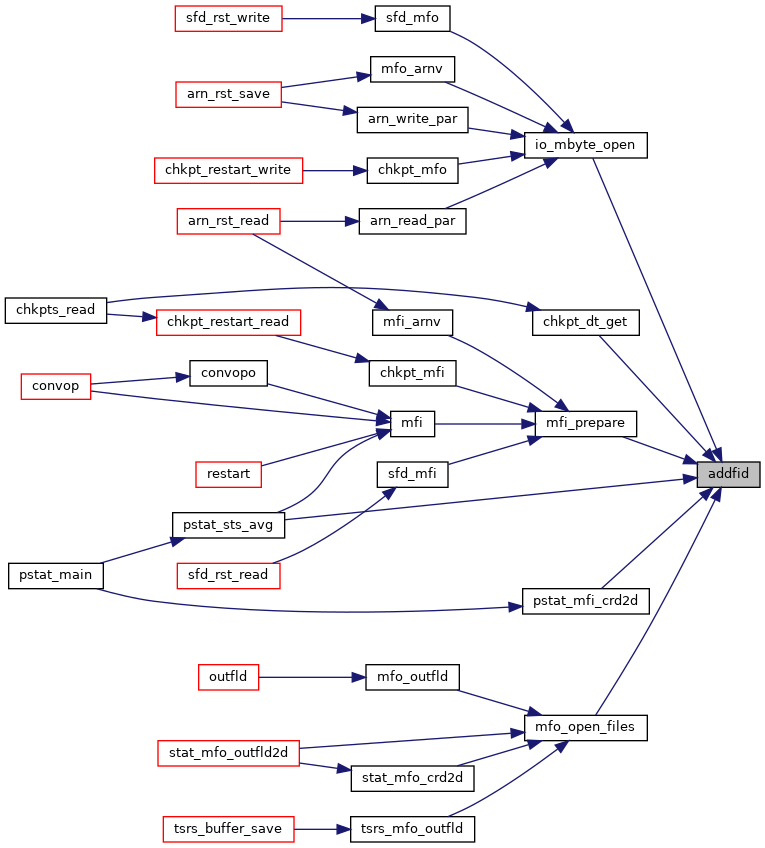 sfd_rst_write
sfd_mfo
mfo_arnv
arn_rst_save
arn_write_par
io_mbyte_open
chkpt_restart_write
chkpt_mfo
arn_rst_read
arn_read_par
chkpts_read
chkpt_restart_read
mfi_arnv
chkpt_dt_get
convopo
chkpt_mfi
convop
mfi
mfi_prepare
restart
sfd_mfi
addfid
pstat_sts_avg
pstat_main
sfd_rst_read
pstat_mfi_crd2d
outfld
mfo_outfld
mfo_open_files
stat_mfo_outfld2d
stat_mfo_crd2d
tsrs_buffer_save
tsrs_mfo_outfld